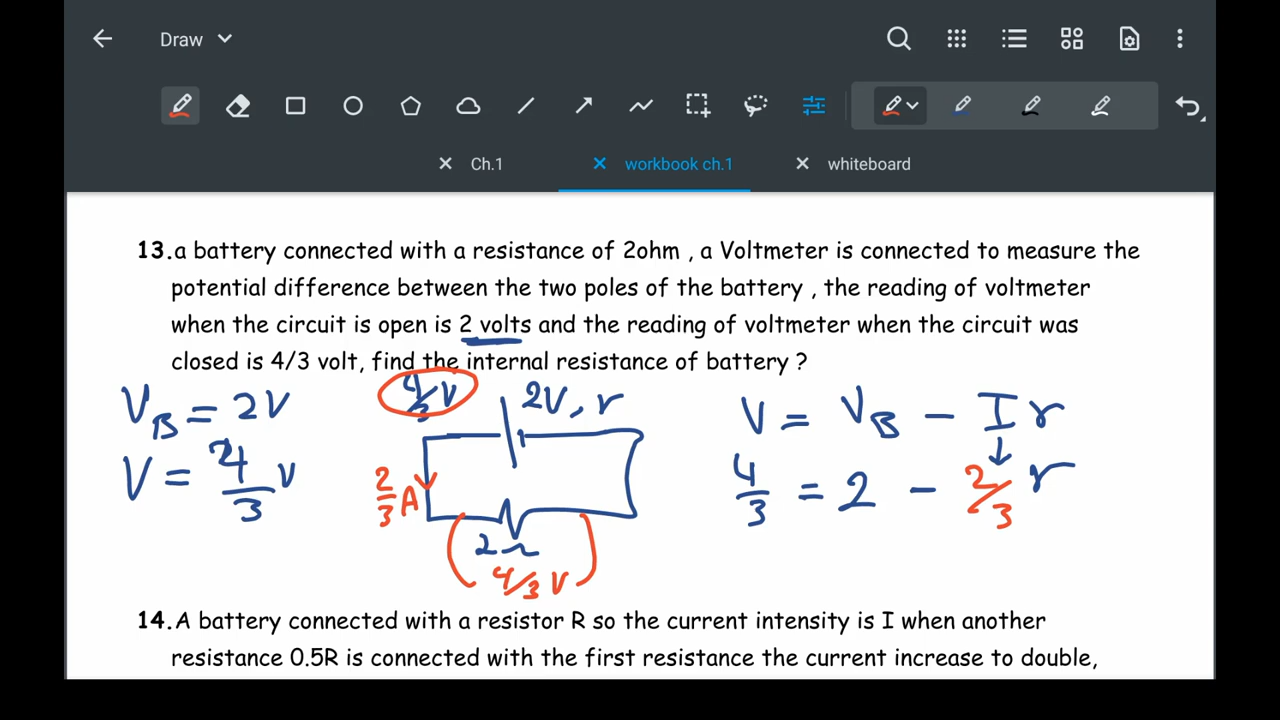 Draw
Ch.1
workbook ch.1
whiteboard
13.a battery connected with a resistance of 2ohm , a Voltmeter is connected to measure the
potential difference between the two poles of the battery , the reading of voltmeter
when the circuit is open is 2 volts and the reading of voltmeter when the circuit was
closed is 4/3 volt, find the internal resistance of battery ?
V_B = 2V
V = 4/3 V
4/3 V
2V, r
2/3 A
2Ω
4/3 V
V = V_B - Ir
4/3 = 2 - 2/3 r
14.A battery connected with a resistor R so the current intensity is I when another
resistance 0.5R is connected with the first resistance the current increase to double,